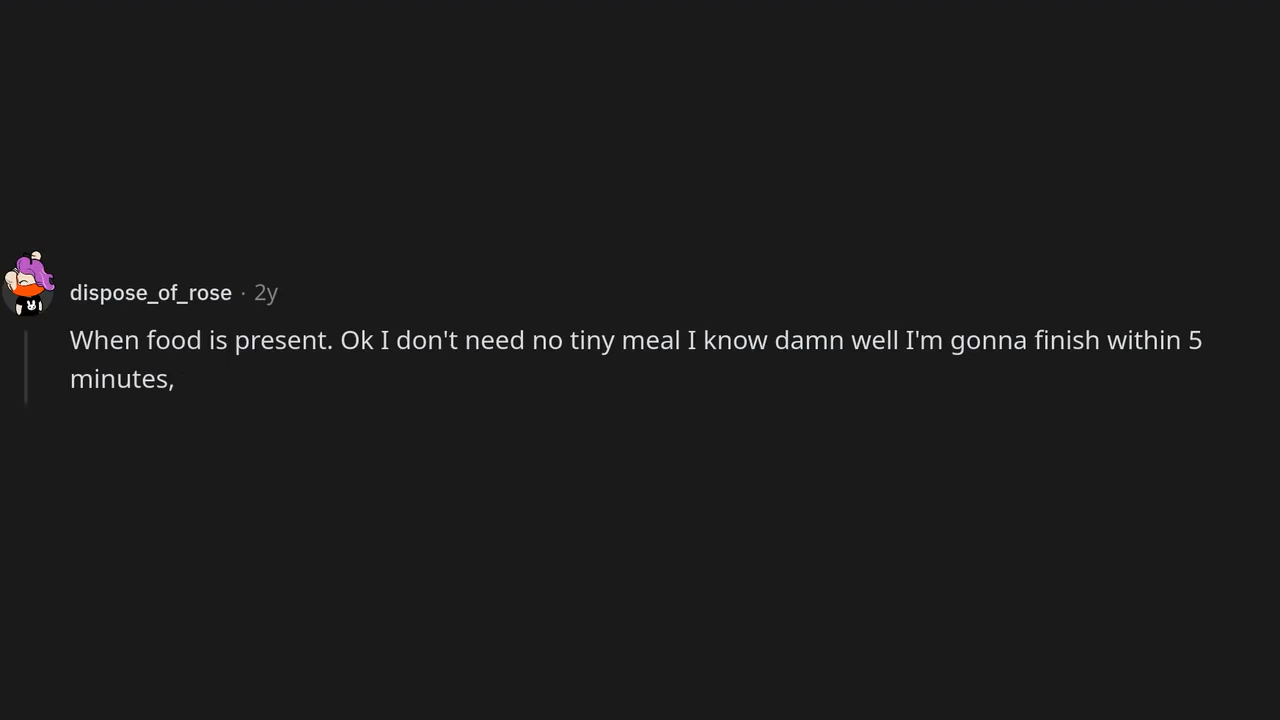 dispose_of_rose · 2y
When food is present. Ok I don't need no tiny meal I know damn well I'm gonna finish within 5
minutes,